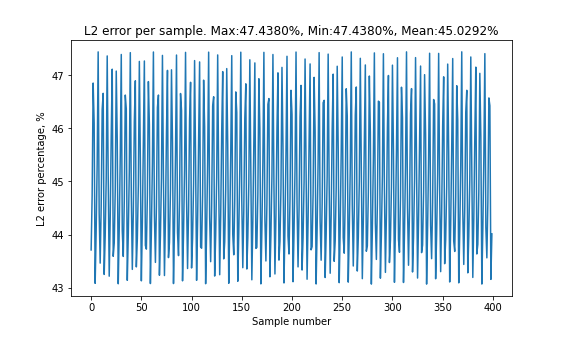 L2 error per sample. Max:47.4380%, Min:47.4380%, Mean:45.0292%
L2 error percentage, %
47
46
45
44
43
0 50 100 150 200 250 300 350 400
Sample number